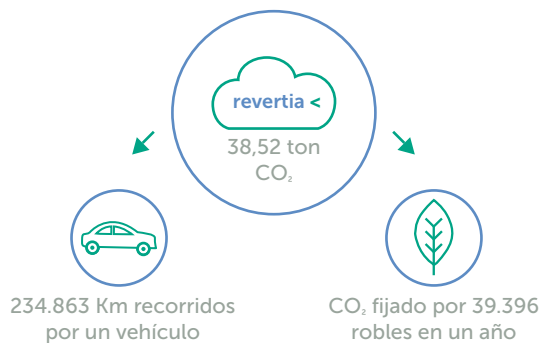 revertia <
38,52 ton
CO₂
234.863 Km recorridos
por un vehículo
CO₂ fijado por 39.396
robles en un año